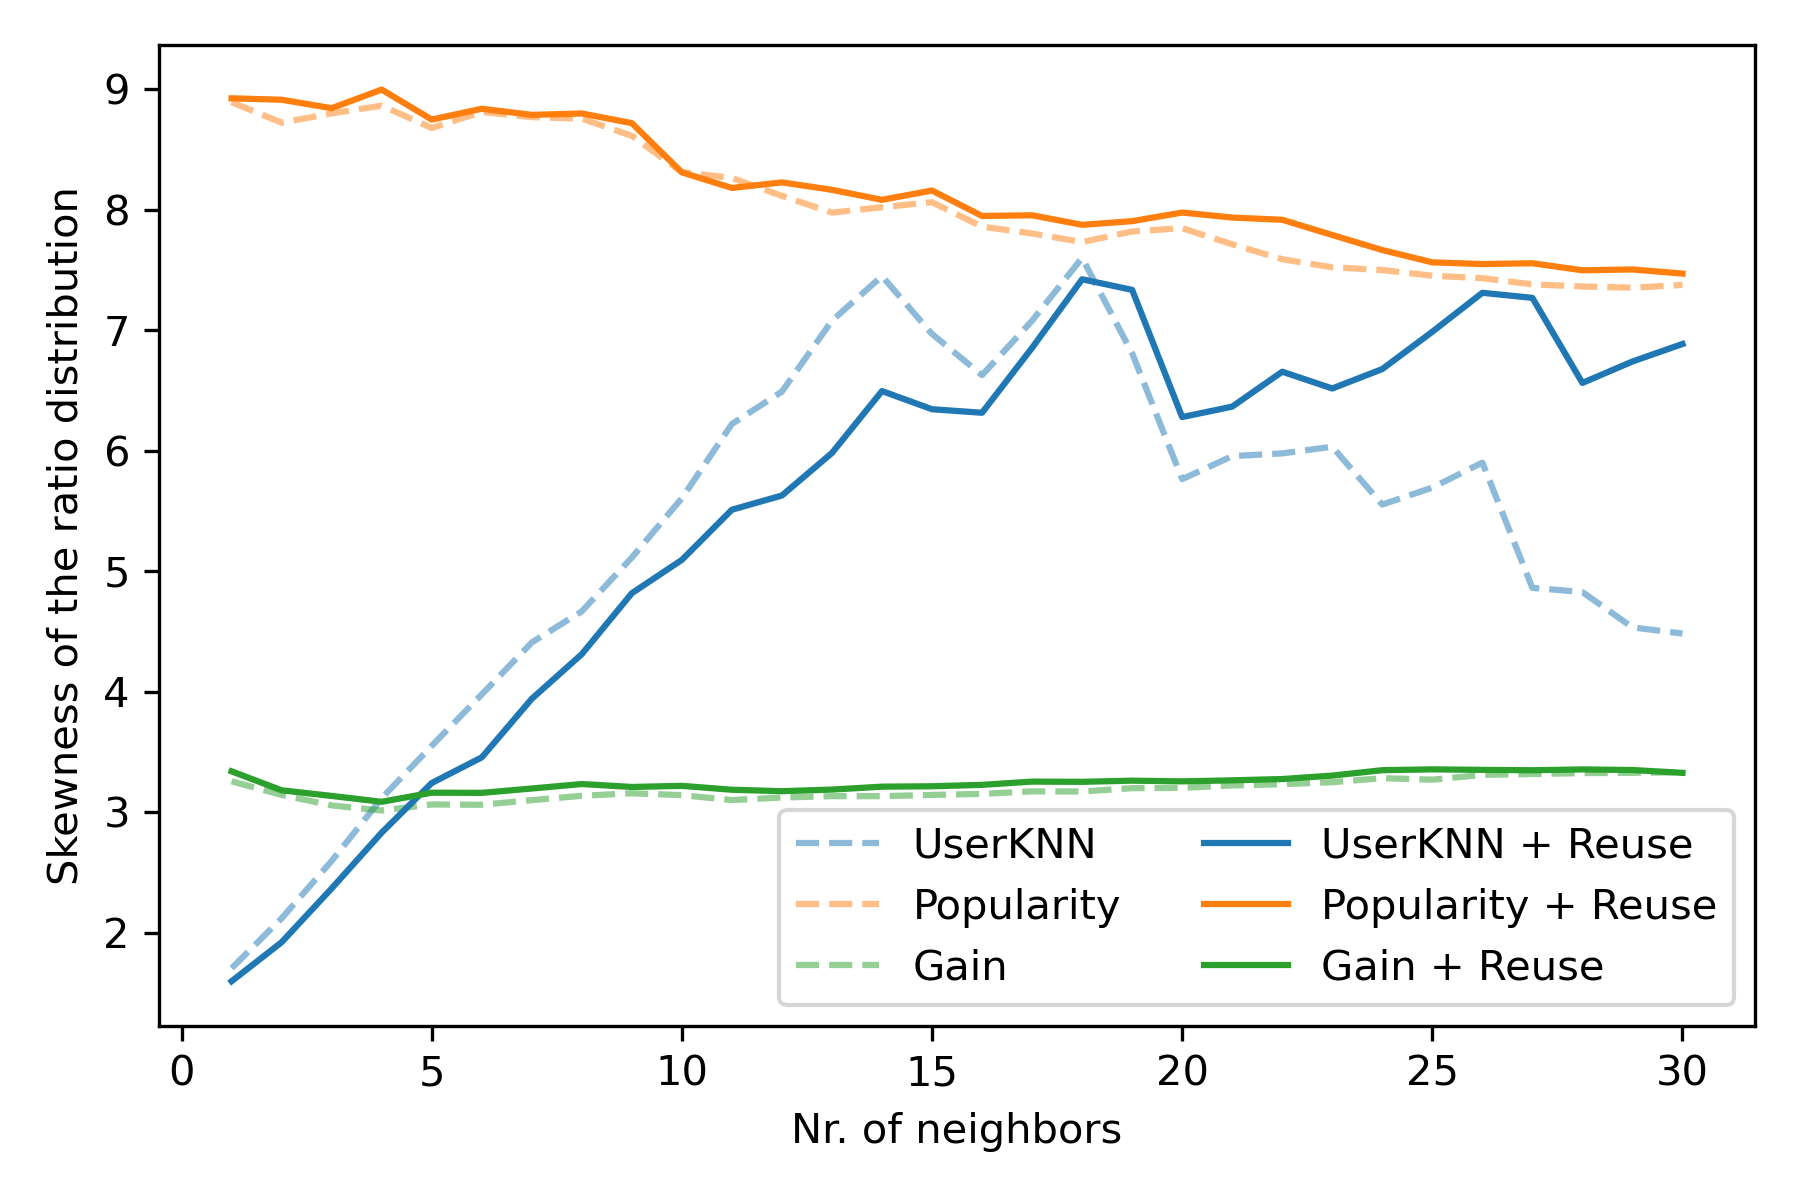 9
8
7
6
5
4
3
2
Skewness of the ratio distribution
UserKNN
Popularity
Gain
UserKNN + Reuse
Popularity + Reuse
Gain + Reuse
0 5 10 15 20 25 30
Nr. of neighbors